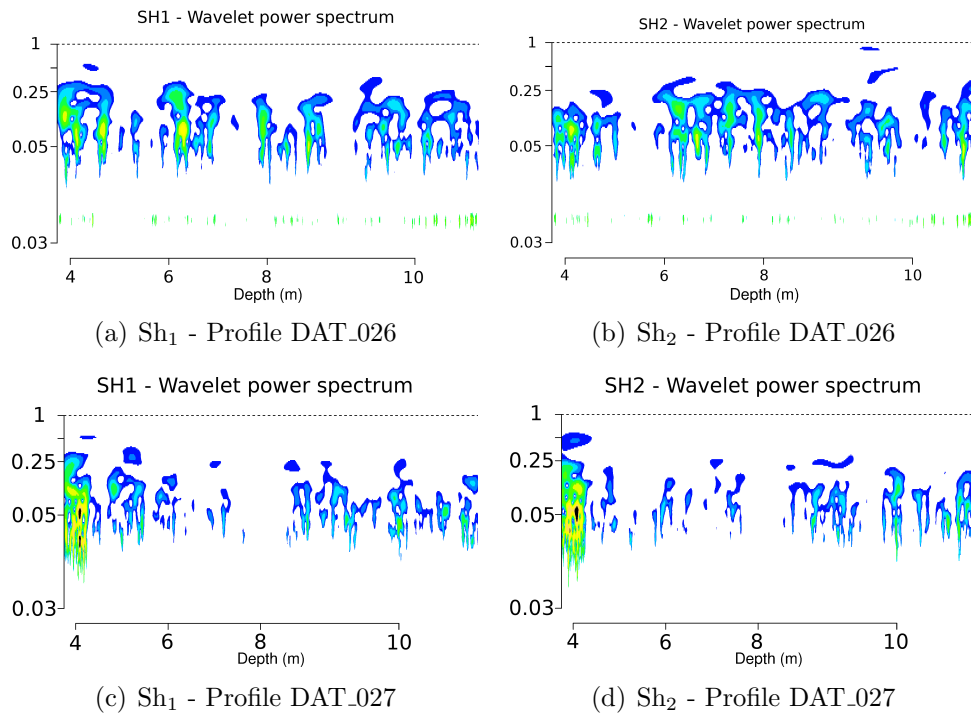 SH1 - Wavelet power spectrum
1
0.25
0.05
0.03
4 6 8 10
Depth (m)
(a) Sh₁ - Profile DAT_026
SH2 - Wavelet power spectrum
1
0.25
0.05
0.03
4 6 8 10
Depth (m)
(b) Sh₂ - Profile DAT_026
SH1 - Wavelet power spectrum
1
0.25
0.05
0.03
4 6 8 10
Depth (m)
(c) Sh₁ - Profile DAT_027
SH2 - Wavelet power spectrum
1
0.25
0.05
0.03
4 6 8 10
Depth (m)
(d) Sh₂ - Profile DAT_027